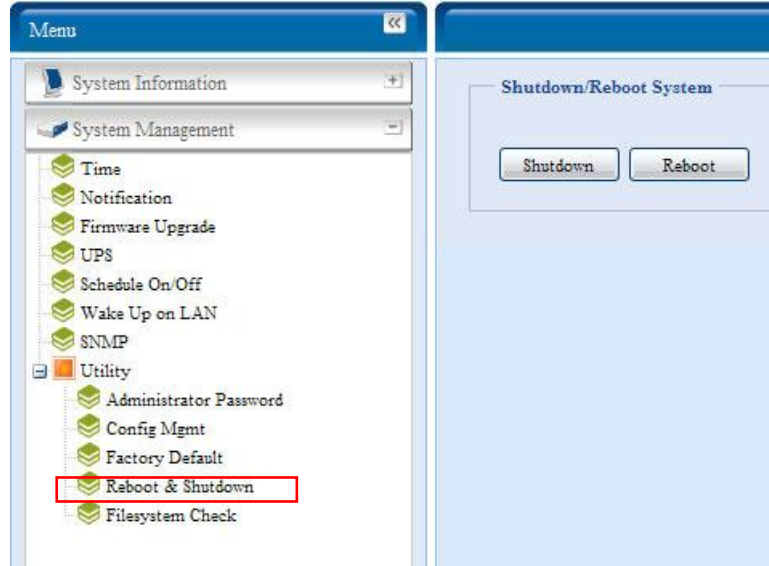 Menu
System Information
System Management
Time
Notification
Firmware Upgrade
UPS
Schedule On/Off
Wake Up on LAN
SNMP
Utility
Administrator Password
Config Mgmt
Factory Default
Reboot & Shutdown
Filesystem Check
Shutdown/Reboot System
Shutdown Reboot